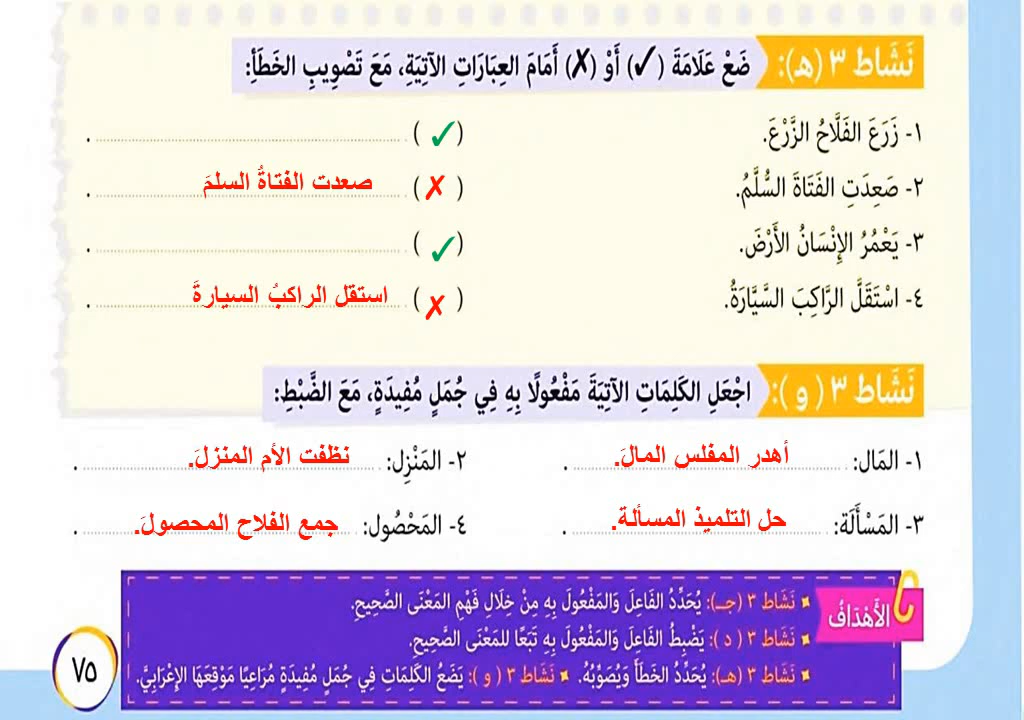 نَشَاط ٣ (هـ): ضَعْ عَلَامَةَ (✓) أَوْ (✗) أَمَامَ العِبَارَاتِ الآتِيَةِ، مَعَ تَصْوِيبِ الخَطَأِ:
١- زَرَعَ الفَلَّاحُ الزَّرْعَ. (✓) .
٢- صَعِدَتِ الفَتَاةَ السُّلَّمُ. (✗) صعدت الفتاةُ السلمَ .
٣- يَعْمُرُ الإِنْسَانُ الأَرْضَ. (✓) .
٤- اسْتَقَلَّ الرَّاكِبَ السَّيَّارَةُ. (✗) استقل الراكبُ السيارةَ .
نَشَاط ٣ ( و ): اجْعَلِ الكَلِمَاتِ الآتِيَةَ مَفْعُولًا بِهِ فِي جُمَلٍ مُفِيدَةٍ، مَعَ الضَّبْطِ:
١- المَال: أهدر المفلس المالَ. . ٢- المَنْزِل: نظفت الأم المنزلَ. .
٣- المَسْأَلَة: حل التلميذ المسألة. . ٤- المَحْصُول: جمع الفلاح المحصولَ. .
الأَهْدَافُ
نَشَاط ٣ (جـ): يُحَدِّدُ الفَاعِلَ وَالمَفْعُولَ بِهِ مِنْ خِلَالِ فَهْمِ المَعْنَى الصَّحِيحِ.
نَشَاط ٣ ( د ): يَضْبِطُ الفَاعِلَ وَالمَفْعُولَ بِهِ تَبَعًا لِلمَعْنَى الصَّحِيحِ.
نَشَاط ٣ (هـ): يُحَدِّدُ الخَطَأَ وَيُصَوِّبُهُ. نَشَاط ٣ ( و ): يَضَعُ الكَلِمَاتِ فِي جُمَلٍ مُفِيدَةٍ مُرَاعِيًا مَوْقِعَهَا الإِعْرَابِيَّ.
٧٥